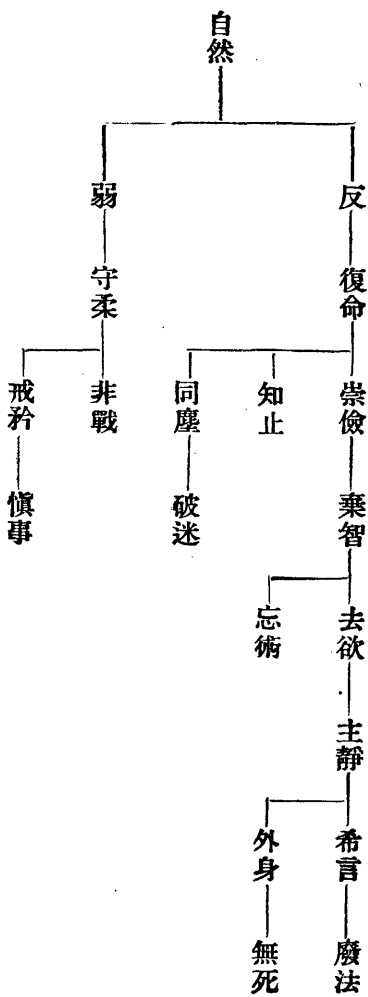 自然
反
弱
復命
守柔
崇儉
知止
同塵
非戰
戒矜
棄智
破迷
慎事
去欲
忘術
主靜
希言
外身
廢法
無死